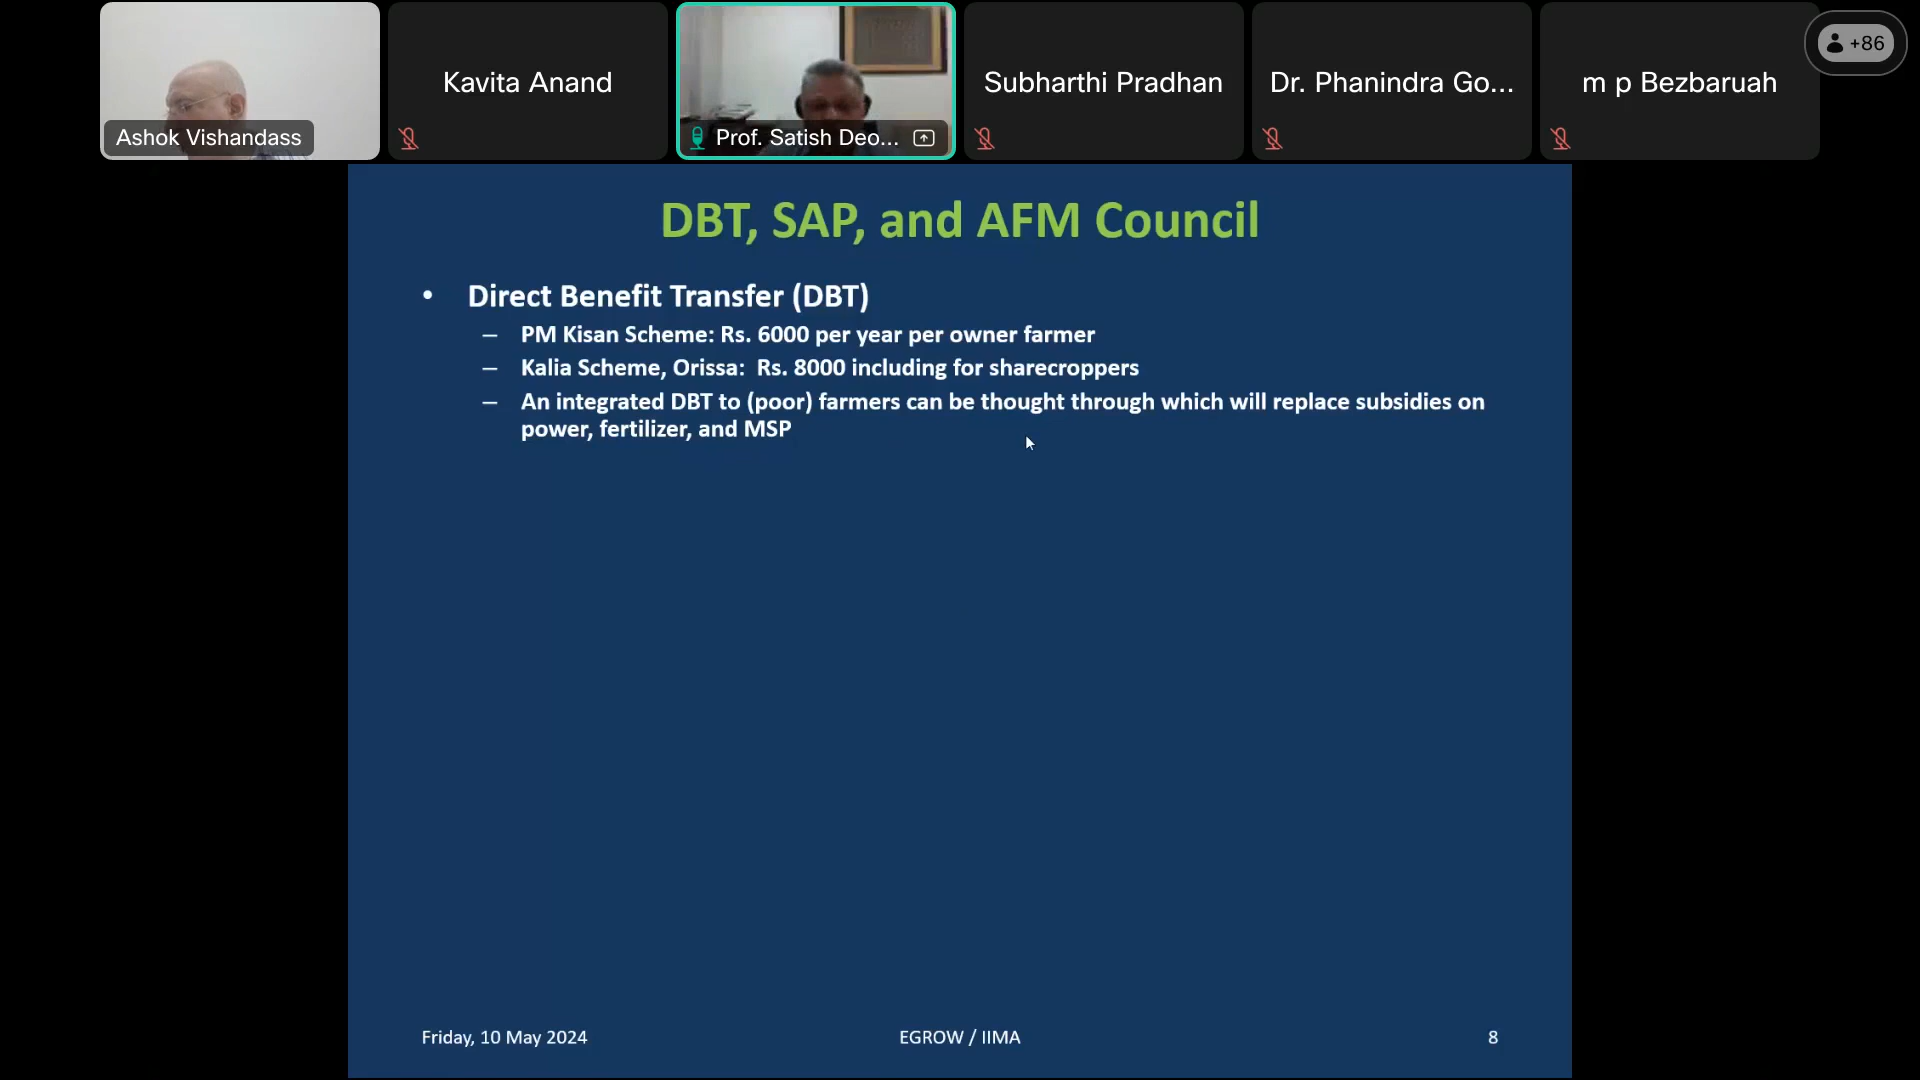 Ashok Vishandass
Kavita Anand
Prof. Satish Deo...
Subharthi Pradhan
Dr. Phanindra Go...
m p Bezbaruah
+86
DBT, SAP, and AFM Council
• Direct Benefit Transfer (DBT)
– PM Kisan Scheme: Rs. 6000 per year per owner farmer
– Kalia Scheme, Orissa: Rs. 8000 including for sharecroppers
– An integrated DBT to (poor) farmers can be thought through which will replace subsidies on
power, fertilizer, and MSP
Friday, 10 May 2024
EGROW / IIMA
8